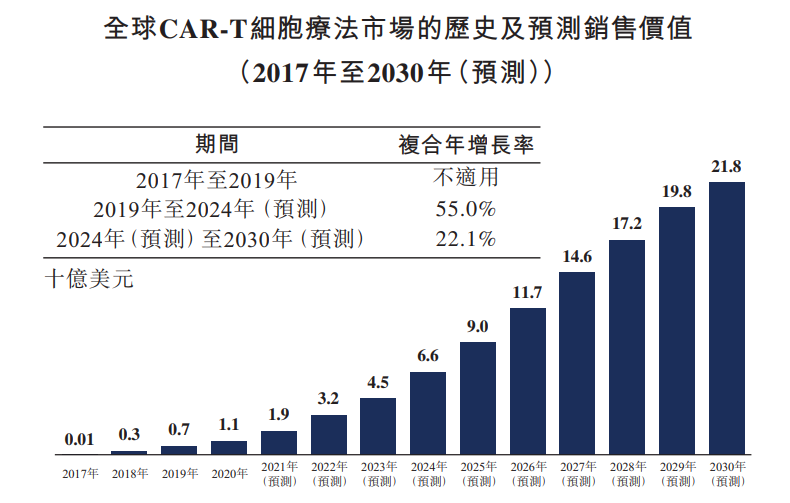 全球CAR-T細胞療法市場的歷史及預測銷售價值
（2017年至2030年（預測））
期間 複合年增長率
2017年至2019年 不適用
2019年至2024年（預測） 55.0%
2024年（預測）至2030年（預測） 22.1%
十億美元
0.01 0.3 0.7 1.1 1.9 3.2 4.5 6.6 9.0 11.7 14.6 17.2 19.8 21.8
2017年 2018年 2019年 2020年 2021年 2022年 2023年 2024年 2025年 2026年 2027年 2028年 2029年 2030年
（預測） （預測） （預測） （預測） （預測） （預測） （預測） （預測） （預測） （預測）